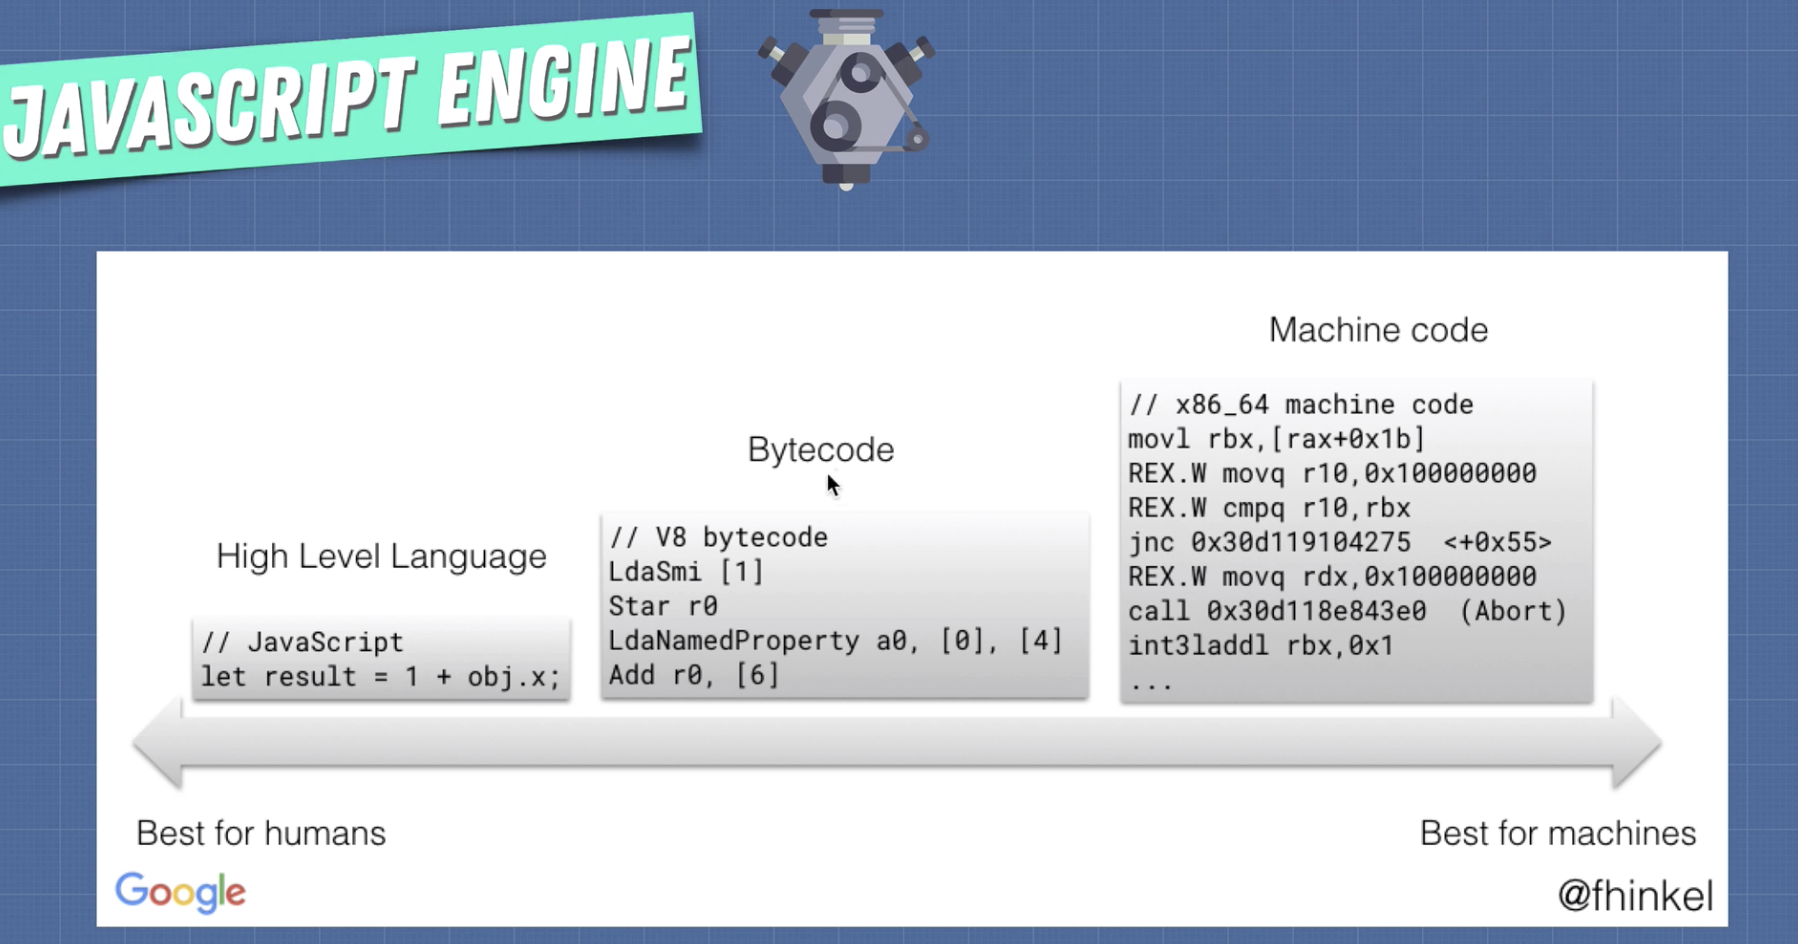 JAVASCRIPT ENGINE
Machine code
// x86_64 machine code
movl rbx,[rax+0x1b]
REX.W movq r10,0x100000000
REX.W cmpq r10,rbx
jnc 0x30d119104275  <+0x55>
REX.W movq rdx,0x100000000
call 0x30d118e843e0  (Abort)
int3laddl rbx,0x1
...
Bytecode
// V8 bytecode
LdaSmi [1]
Star r0
LdaNamedProperty a0, [0], [4]
Add r0, [6]
High Level Language
// JavaScript
let result = 1 + obj.x;
Best for humans
Best for machines
Google
@fhinkel